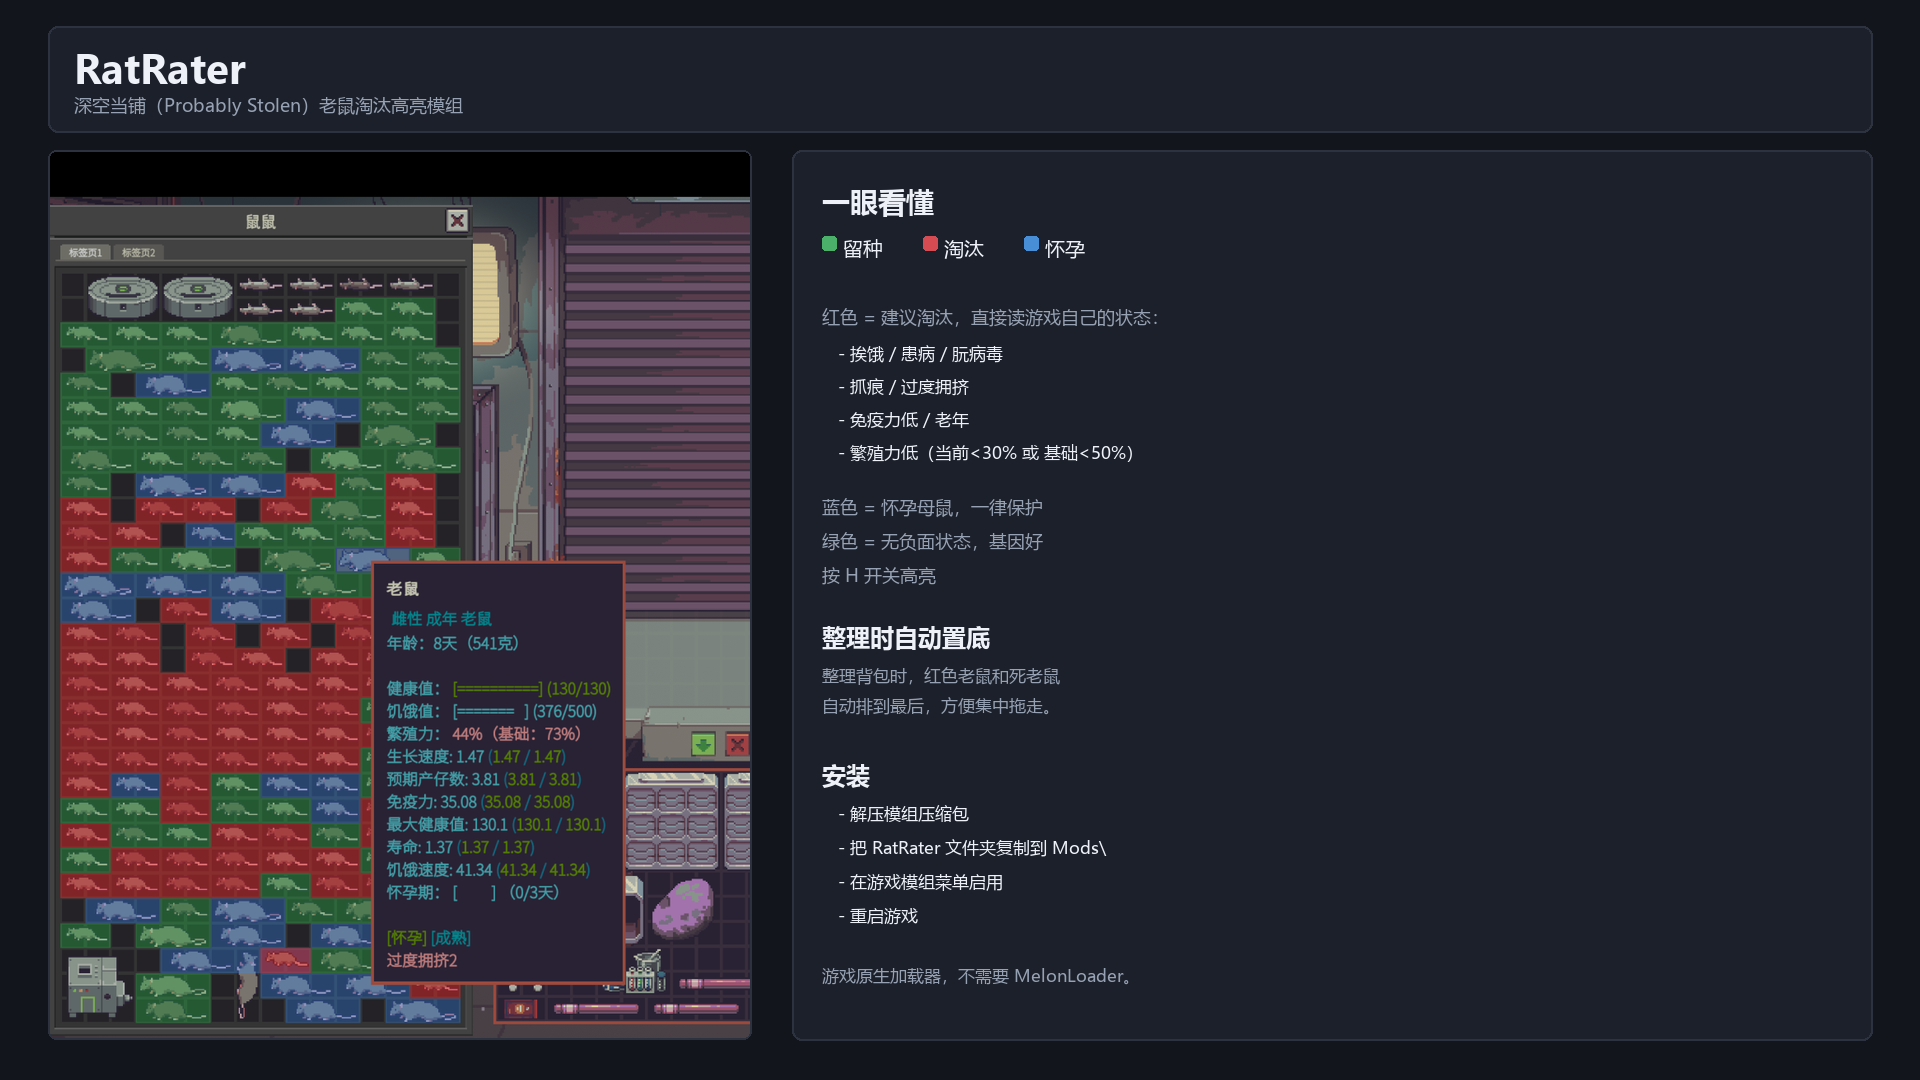 RatRater
深空当铺（Probably Stolen）老鼠淘汰高亮模组
鼠鼠
标签页1 标签页2
老鼠
雌性 成年 老鼠
年龄：8天（541克）
健康值： [==========] (130/130)
饥饿值： [======= ] (376/500)
繁殖力： 44%（基础：73%）
生长速度: 1.47 (1.47 / 1.47)
预期产仔数: 3.81 (3.81 / 3.81)
免疫力: 35.08 (35.08 / 35.08)
最大健康值: 130.1 (130.1 / 130.1)
寿命: 1.37 (1.37 / 1.37)
饥饿速度: 41.34 (41.34 / 41.34)
怀孕期： [ ] （0/3天）
[怀孕] [成熟]
过度拥挤2
一眼看懂
留种 淘汰 怀孕
红色 = 建议淘汰，直接读游戏自己的状态：
- 挨饿 / 患病 / 朊病毒
- 抓痕 / 过度拥挤
- 免疫力低 / 老年
- 繁殖力低（当前<30% 或 基础<50%）
蓝色 = 怀孕母鼠，一律保护
绿色 = 无负面状态，基因好
按 H 开关高亮
整理时自动置底
整理背包时，红色老鼠和死老鼠
自动排到最后，方便集中拖走。
安装
- 解压模组压缩包
- 把 RatRater 文件夹复制到 Mods\
- 在游戏模组菜单启用
- 重启游戏
游戏原生加载器，不需要 MelonLoader。